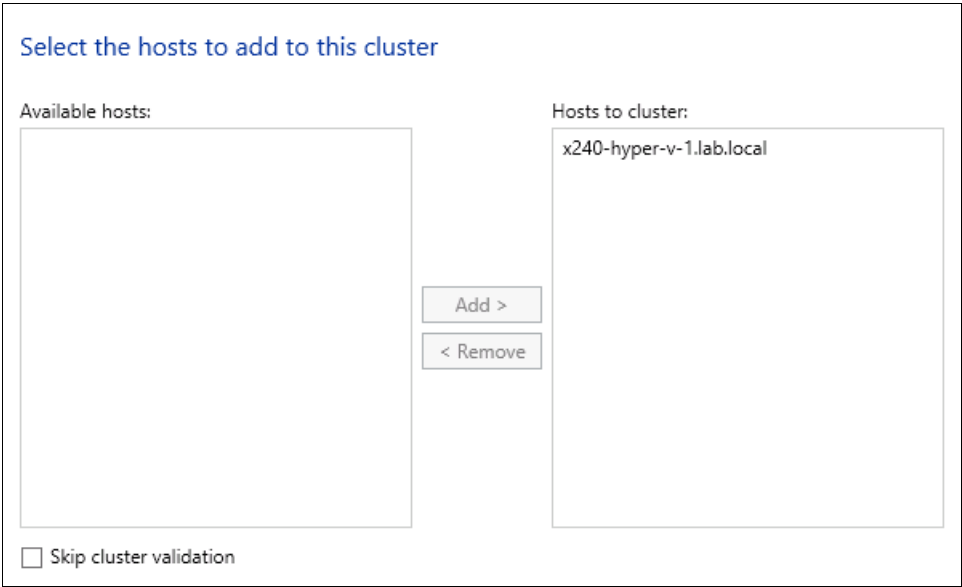 Select the hosts to add to this cluster
Available hosts:
Hosts to cluster:
x240-hyper-v-1.lab.local
Add >
< Remove
Skip cluster validation